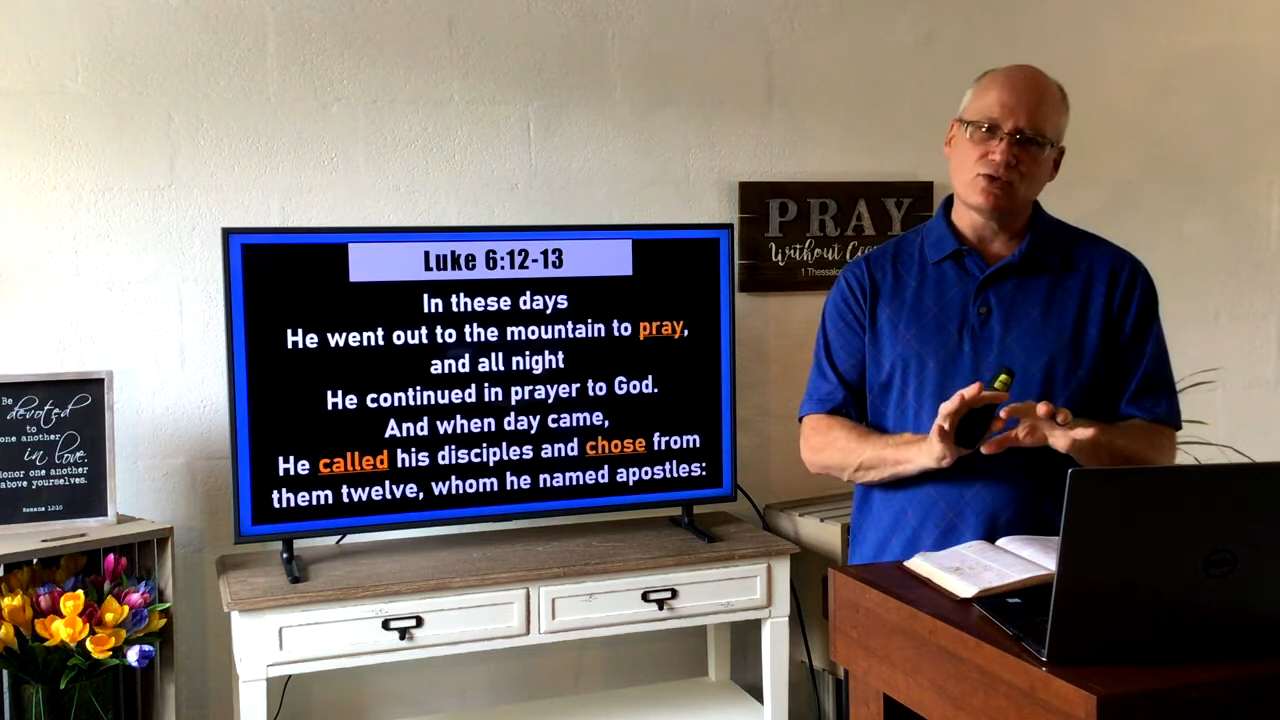 Luke 6:12-13
In these days
He went out to the mountain to pray,
and all night
He continued in prayer to God.
And when day came,
He called his disciples and chose from
them twelve, whom he named apostles:
PRAY
Without
1
Be
devoted
to
one another
in love.
Honor one another
above yourselves.
Romans 12:10